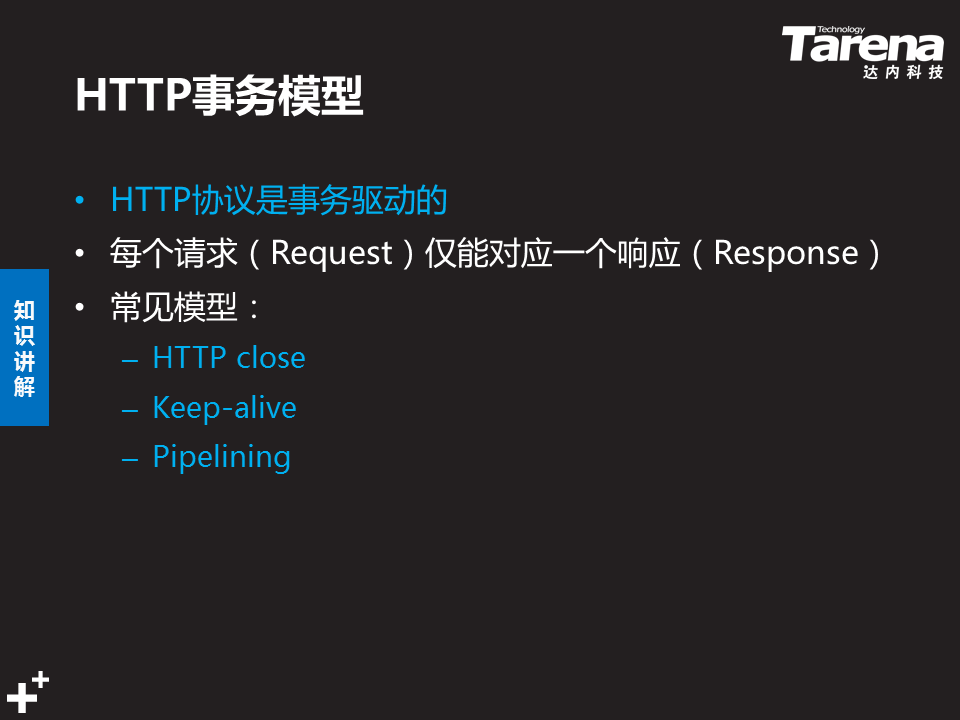 Technology
Tarena
达内科技
HTTP事务模型
• HTTP协议是事务驱动的
• 每个请求（Request）仅能对应一个响应（Response）
• 常见模型：
– HTTP close
– Keep-alive
– Pipelining
知识讲解